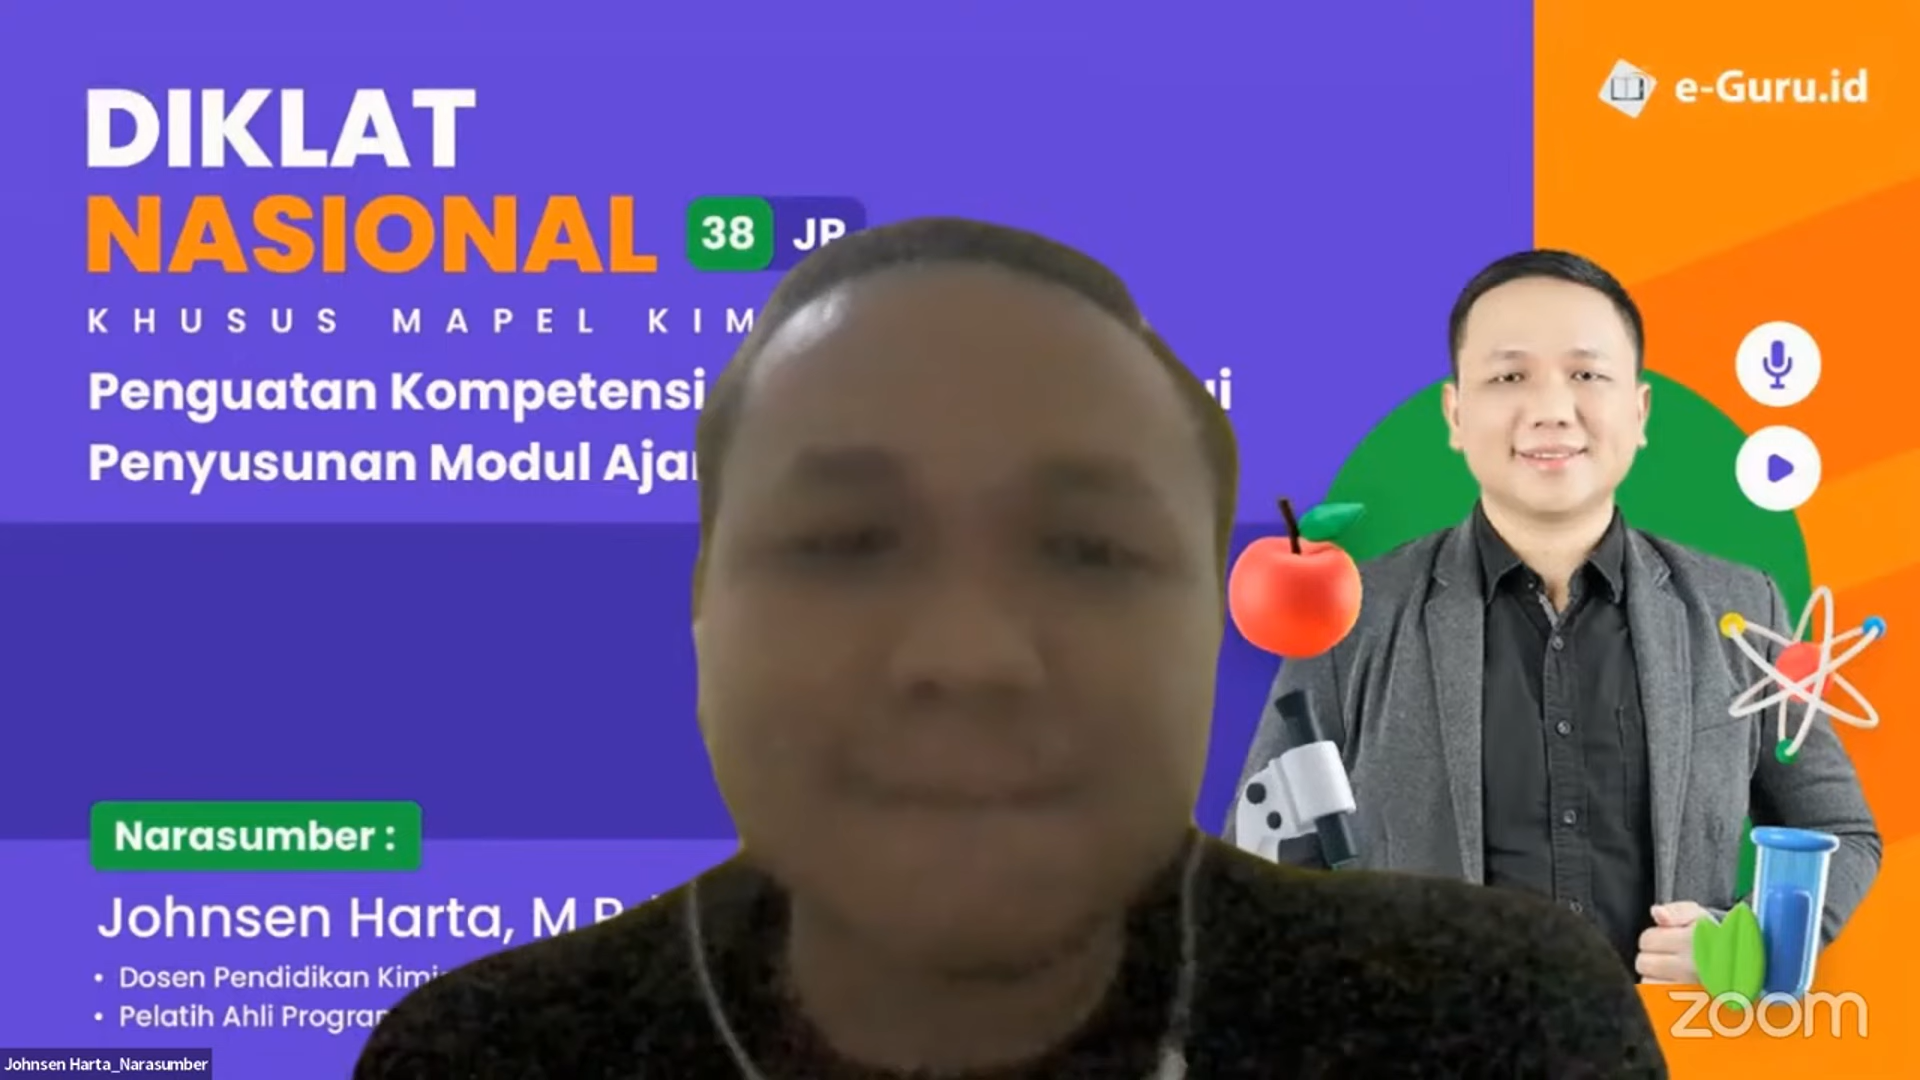 DIKLAT
NASIONAL 38 JP
KHUSUS MAPEL
Penguatan Kompetensi
Penyusunan Modul Ajar
Narasumber :
Johnsen Harta,
• Dosen Pendidikan
• Pelatih Ahli
Johnsen Harta_Narasumber
e-Guru.id
zoom